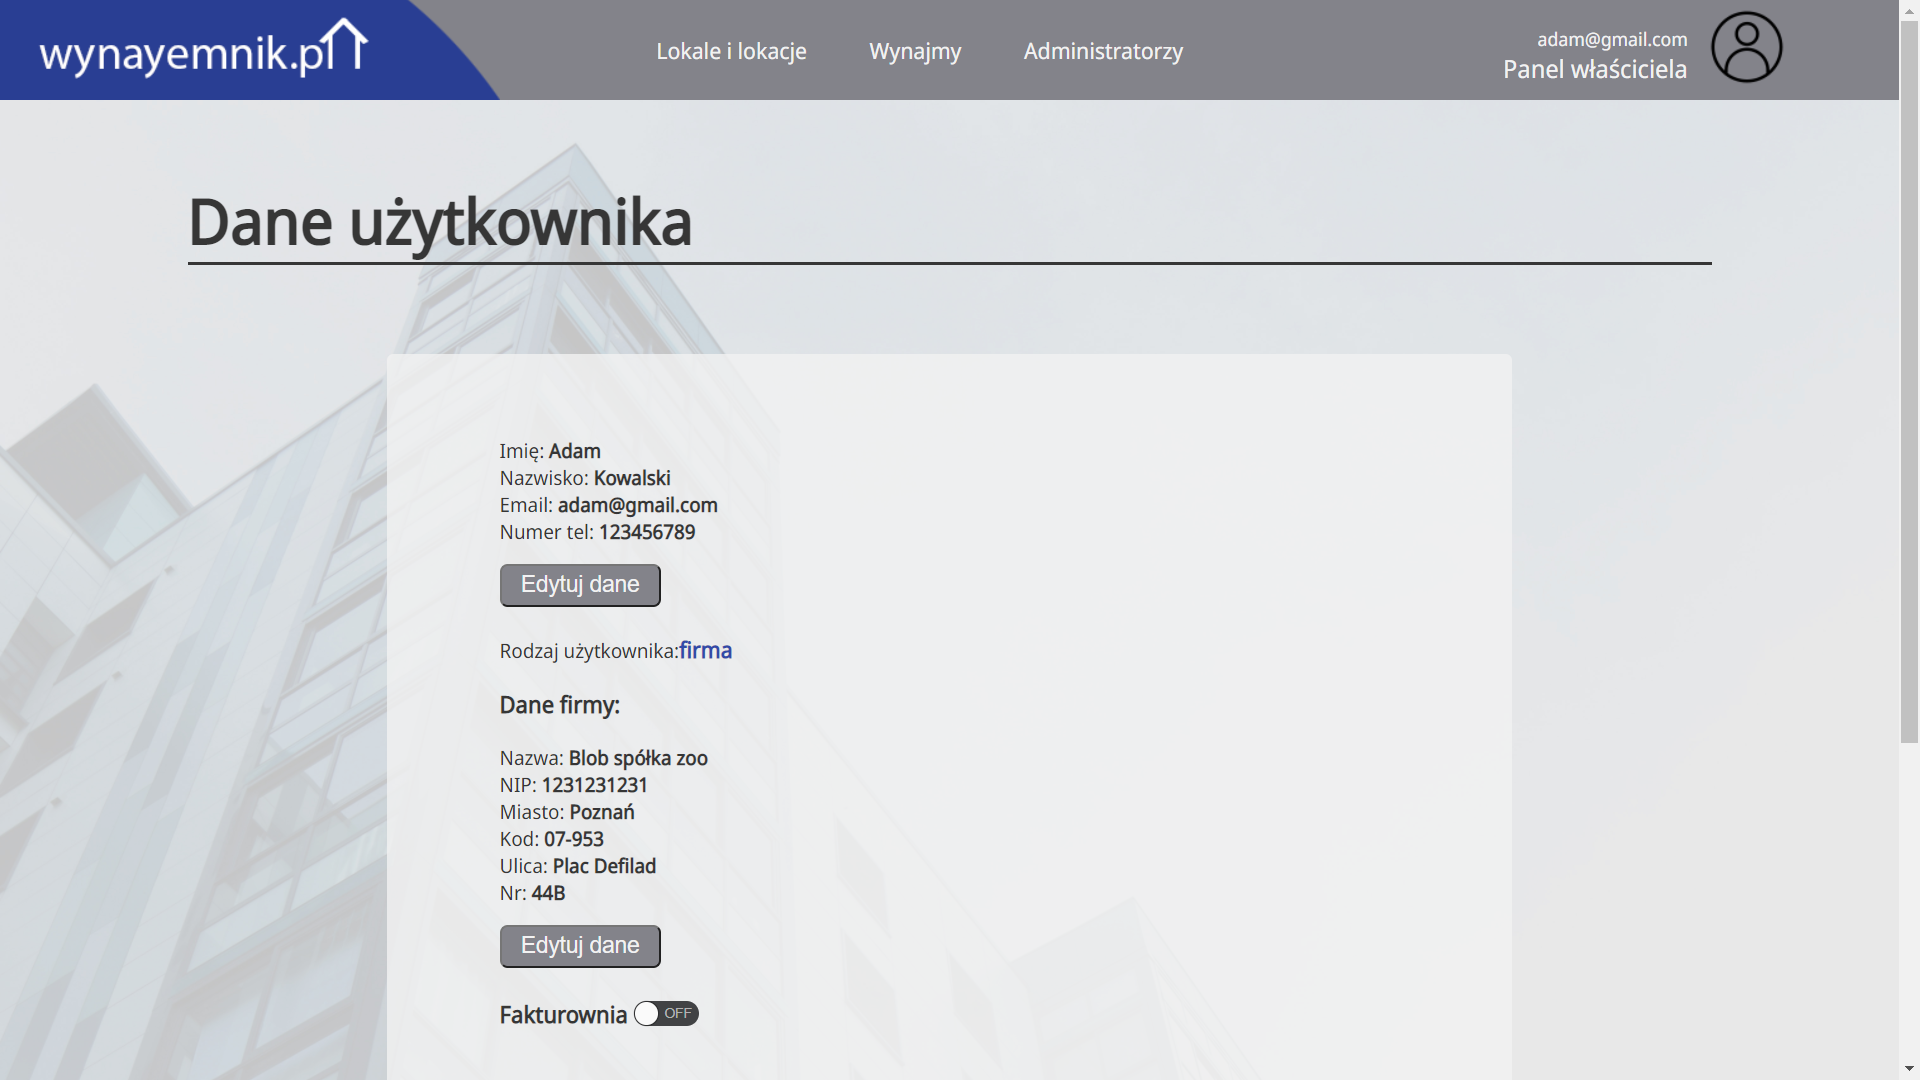 wynayemnik.pl
Lokale i lokacje
Wynajmy
Administratorzy
adam@gmail.com
Panel właściciela
Dane użytkownika
Imię: Adam
Nazwisko: Kowalski
Email: adam@gmail.com
Numer tel: 123456789
Edytuj dane
Rodzaj użytkownika:firma
Dane firmy:
Nazwa: Blob spółka zoo
NIP: 1231231231
Miasto: Poznań
Kod: 07-953
Ulica: Plac Defilad
Nr: 44B
Edytuj dane
Fakturownia OFF